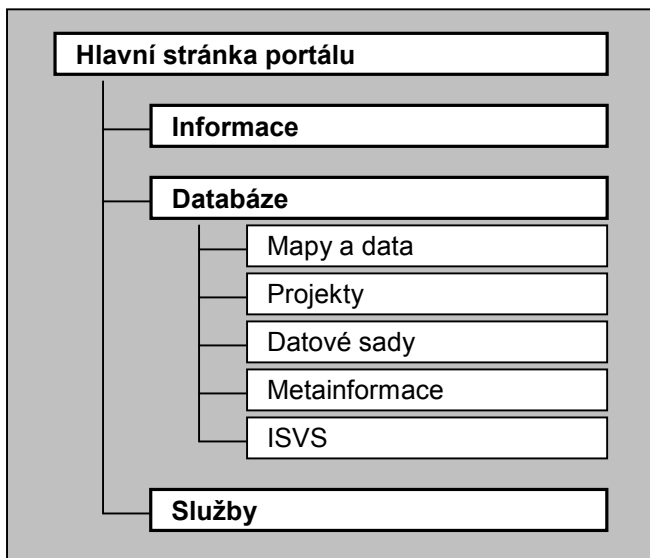 Hlavní stránka portálu
Informace
Databáze
Mapy a data
Projekty
Datové sady
Metainformace
ISVS
Služby